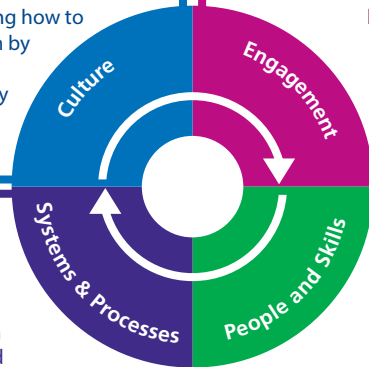 ng how to
by
y
Culture
Engagement
Systems & Processes
People and Skills